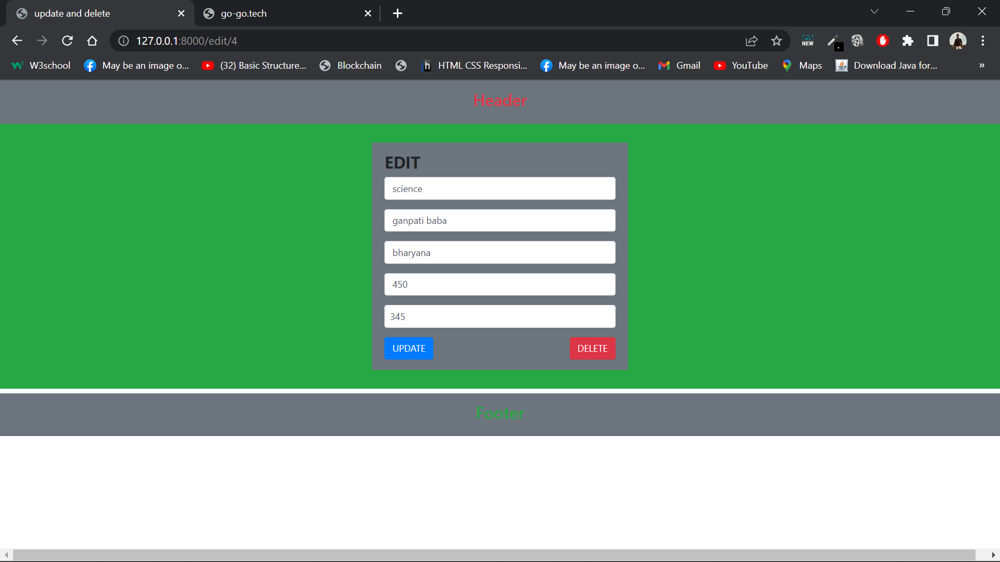 update and delete
go-go.tech
127.0.0.1:8000/edit/4
NEW
W3school
May be an image o...
(32) Basic Structure...
Blockchain
h
HTML CSS Responsi...
May be an image o...
Gmail
YouTube
Maps
Download Java for...
»
Header
EDIT
science
ganpati baba
bharyana
450
345
UPDATE
DELETE
Footer